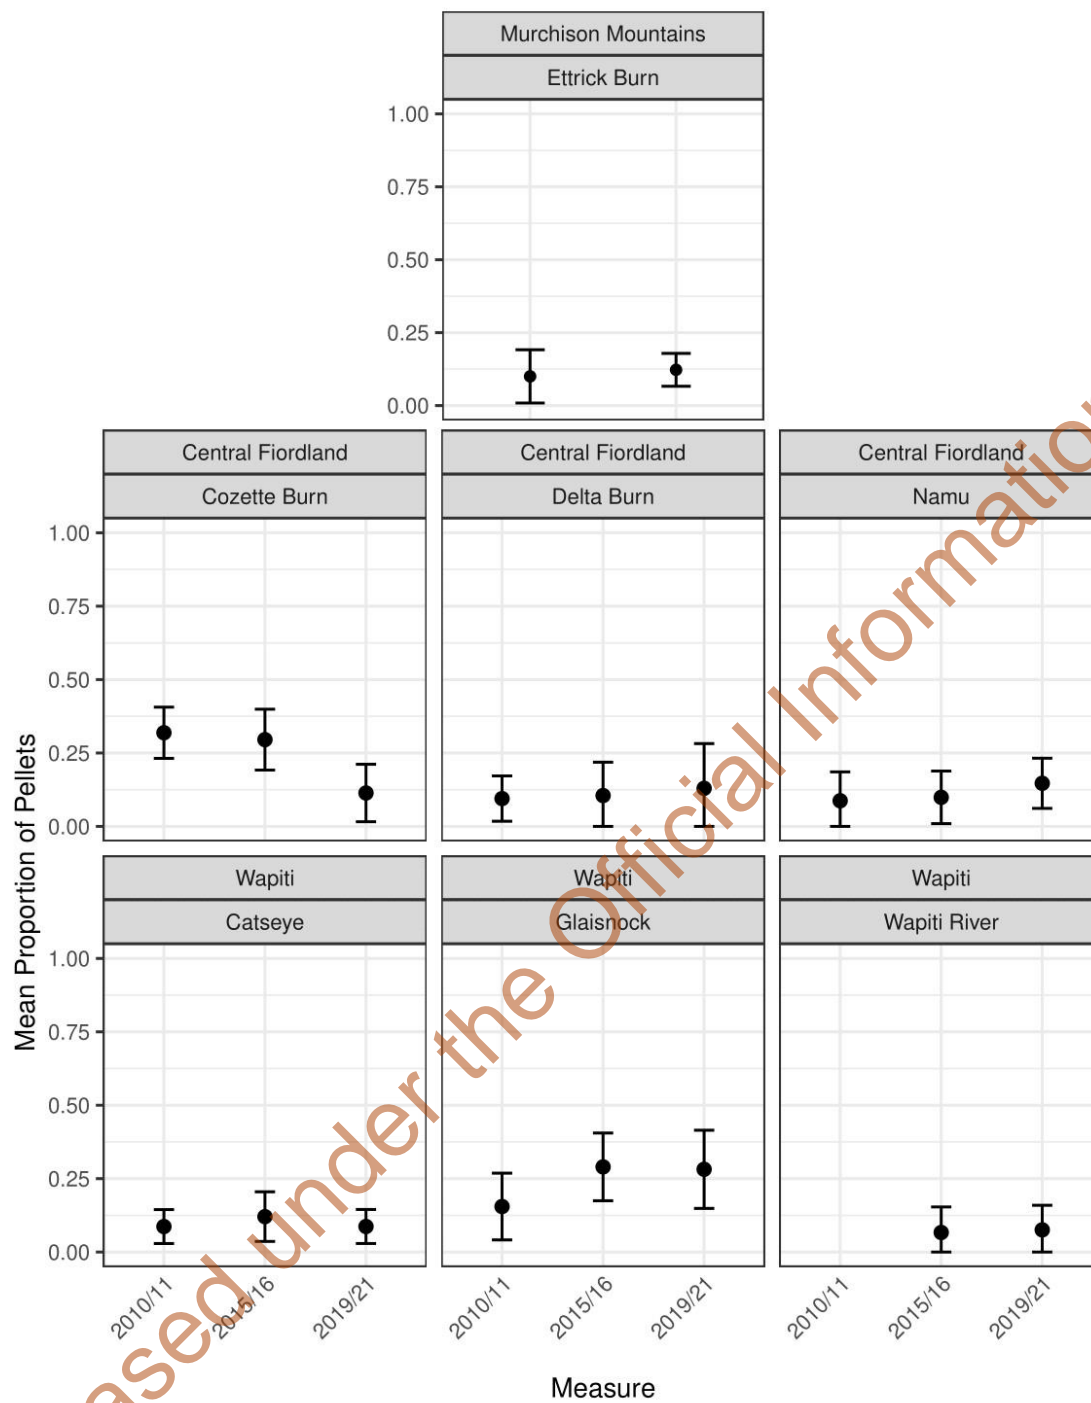 Murchison Mountains
Ettrick Burn
1.00
0.75
0.50
0.25
0.00
Central Fiordland
Central Fiordland
Central Fiordland
Cozette Burn
Delta Burn
Namu
1.00
0.75
0.50
0.25
0.00
Wapiti
Wapiti
Wapiti
Catseye
Glaisnock
Wapiti River
1.00
0.75
0.50
0.25
0.00
2010/11
2015/16
2019/21
2010/11
2015/16
2019/21
2010/11
2015/16
2019/21
Mean Proportion of Pellets
Measure
ased under the Official Information